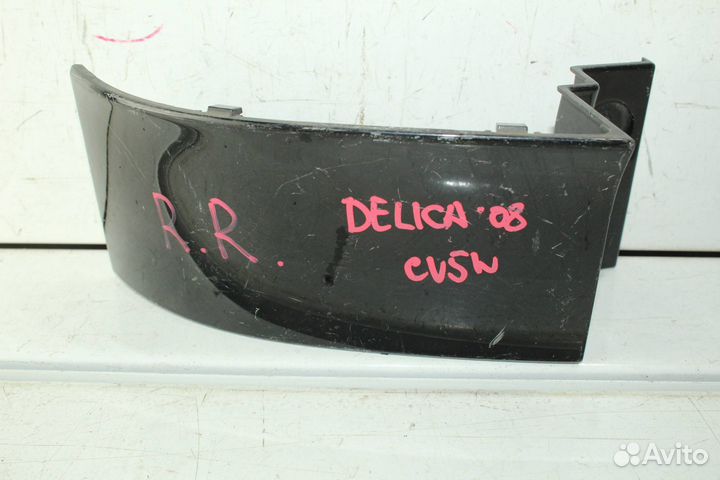 R.R.
DELICA '08
CV5W
Avito